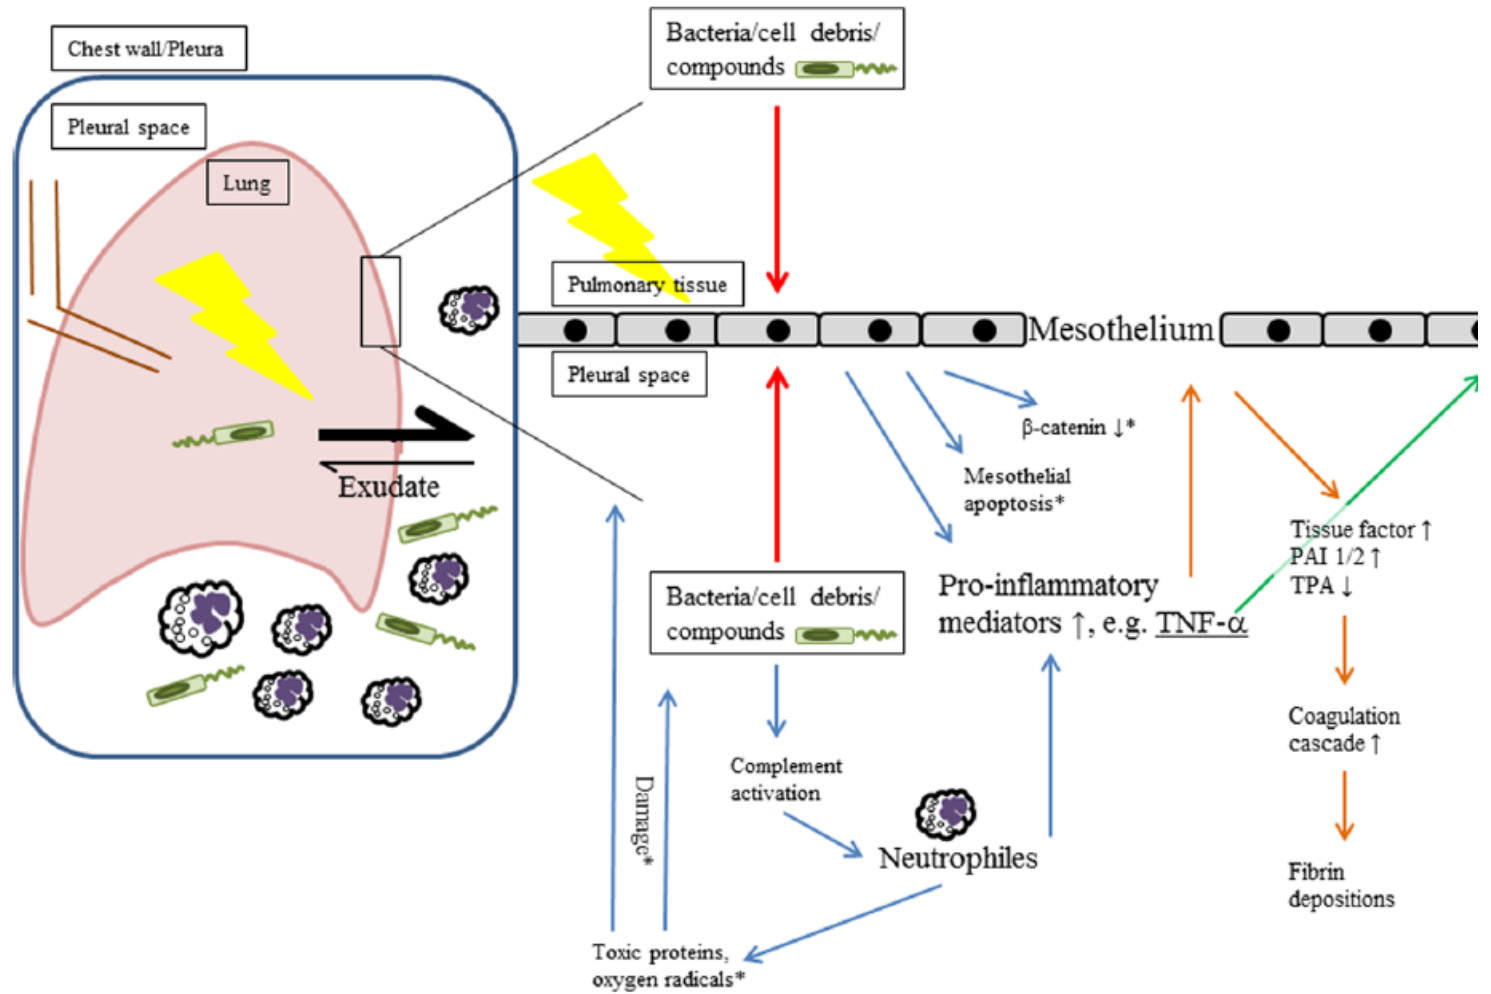 Chest wall/Pleura
Pleural space
Lung
Exudate
Bacteria/cell debris/
compounds
Pulmonary tissue
Mesothelium
Pleural space
β-catenin ↓*
Mesothelial
apoptosis*
Pro-inflammatory
mediators ↑, e.g. TNF-α
Tissue factor ↑
PAI 1/2 ↑
TPA ↓
Bacteria/cell debris/
compounds
Coagulation
cascade ↑
Complement
activation
Damage*
Neutrophiles
Fibrin
depositions
Toxic proteins,
oxygen radicals*